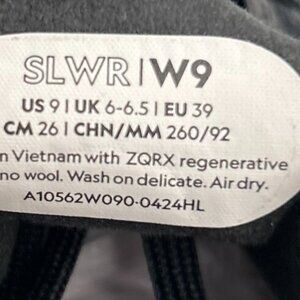 SLWR | W9
US 9 | UK 6-6.5 | EU 39
CM 26 | CHN/MM 260/92
n Vietnam with ZQRX regenerative
no wool. Wash on delicate. Air dry.
A10562W090-0424HL